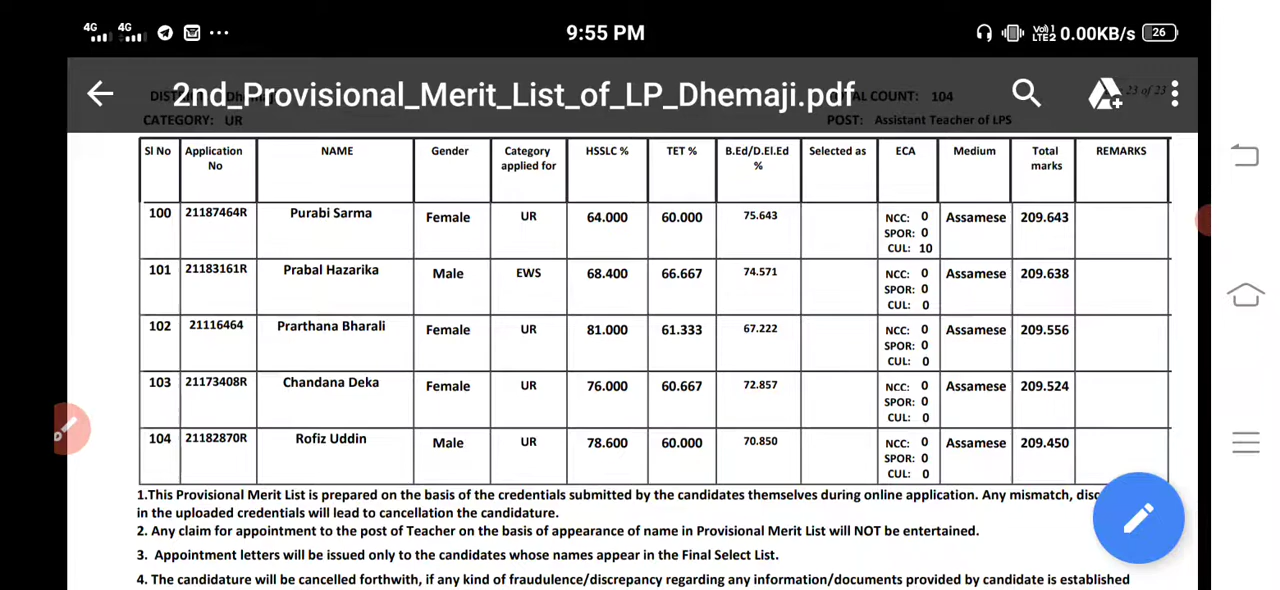 4G 4G 9:55 PM Vo) 1 LTE2 0.00KB/s 26
2nd_Provisional_Merit_List_of_LP_Dhemaji.pdf
COUNT: 104 23 of 23
CATEGORY: UR POST: Assistant Teacher of LPS
Sl No Application No NAME Gender Category applied for HSSLC % TET % B.Ed/D.El.Ed % Selected as ECA Medium Total marks REMARKS
100 21187464R Purabi Sarma Female UR 64.000 60.000 75.643 NCC: 0 Assamese 209.643
SPOR: 0
CUL: 10
101 21183161R Prabal Hazarika Male EWS 68.400 66.667 74.571 NCC: 0 Assamese 209.638
SPOR: 0
CUL: 0
102 21116464 Prarthana Bharali Female UR 81.000 61.333 67.222 NCC: 0 Assamese 209.556
SPOR: 0
CUL: 0
103 21173408R Chandana Deka Female UR 76.000 60.667 72.857 NCC: 0 Assamese 209.524
SPOR: 0
CUL: 0
104 21182870R Rofiz Uddin Male UR 78.600 60.000 70.850 NCC: 0 Assamese 209.450
SPOR: 0
CUL: 0
1.This Provisional Merit List is prepared on the basis of the credentials submitted by the candidates themselves during online application. Any mismatch,
in the uploaded credentials will lead to cancellation the candidature.
2. Any claim for appointment to the post of Teacher on the basis of appearance of name in Provisional Merit List will NOT be entertained.
3. Appointment letters will be issued only to the candidates whose names appear in the Final Select List.
4. The candidature will be cancelled forthwith, if any kind of fraudulence/discrepancy regarding any information/documents provided by candidate is established